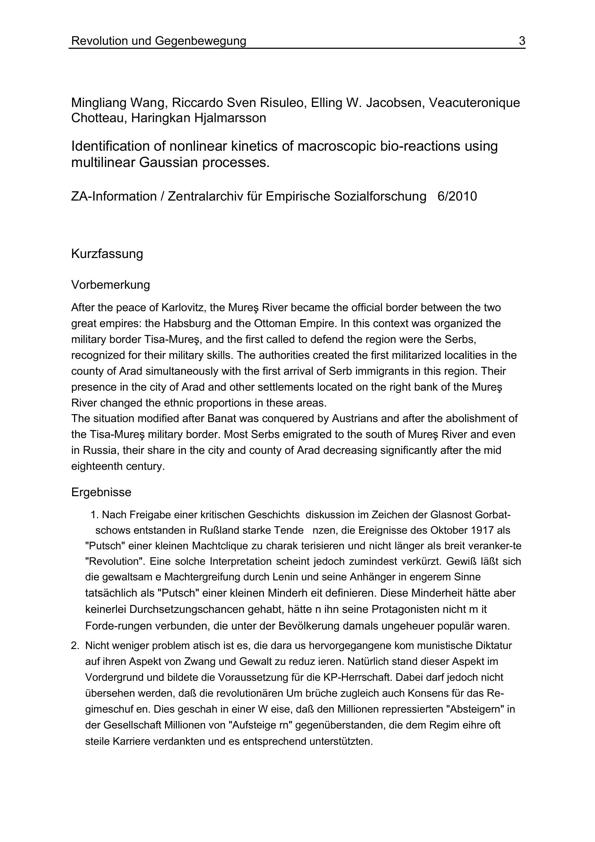 Revolution und Gegenbewegung 3
Mingliang Wang, Riccardo Sven Risuleo, Elling W. Jacobsen, Veacuteronique
Chotteau, Haringkan Hjalmarsson
Identification of nonlinear kinetics of macroscopic bio-reactions using
multilinear Gaussian processes.
ZA-Information / Zentralarchiv für Empirische Sozialforschung 6/2010
Kurzfassung
Vorbemerkung
After the peace of Karlovitz, the Mureş River became the official border between the two
great empires: the Habsburg and the Ottoman Empire. In this context was organized the
military border Tisa-Mureş, and the first called to defend the region were the Serbs,
recognized for their military skills. The authorities created the first militarized localities in the
county of Arad simultaneously with the first arrival of Serb immigrants in this region. Their
presence in the city of Arad and other settlements located on the right bank of the Mureş
River changed the ethnic proportions in these areas.
The situation modified after Banat was conquered by Austrians and after the abolishment of
the Tisa-Mureş military border. Most Serbs emigrated to the south of Mureş River and even
in Russia, their share in the city and county of Arad decreasing significantly after the mid
eighteenth century.
Ergebnisse
1. Nach Freigabe einer kritischen Geschichts diskussion im Zeichen der Glasnost Gorbat-
schows entstanden in Rußland starke Tende nzen, die Ereignisse des Oktober 1917 als
"Putsch" einer kleinen Machtclique zu charak terisieren und nicht länger als breit veranker-te
"Revolution". Eine solche Interpretation scheint jedoch zumindest verkürzt. Gewiß läßt sich
die gewaltsam e Machtergreifung durch Lenin und seine Anhänger in engerem Sinne
tatsächlich als "Putsch" einer kleinen Minderh eit definieren. Diese Minderheit hätte aber
keinerlei Durchsetzungschancen gehabt, hätte n ihn seine Protagonisten nicht m it
Forde-rungen verbunden, die unter der Bevölkerung damals ungeheuer populär waren.
2. Nicht weniger problem atisch ist es, die dara us hervorgegangene kom munistische Diktatur
auf ihren Aspekt von Zwang und Gewalt zu reduz ieren. Natürlich stand dieser Aspekt im
Vordergrund und bildete die Voraussetzung für die KP-Herrschaft. Dabei darf jedoch nicht
übersehen werden, daß die revolutionären Um brüche zugleich auch Konsens für das Re-
gimeschuf en. Dies geschah in einer W eise, daß den Millionen repressierten "Absteigern" in
der Gesellschaft Millionen von "Aufsteige rn" gegenüberstanden, die dem Regim eihre oft
steile Karriere verdankten und es entsprechend unterstützten.